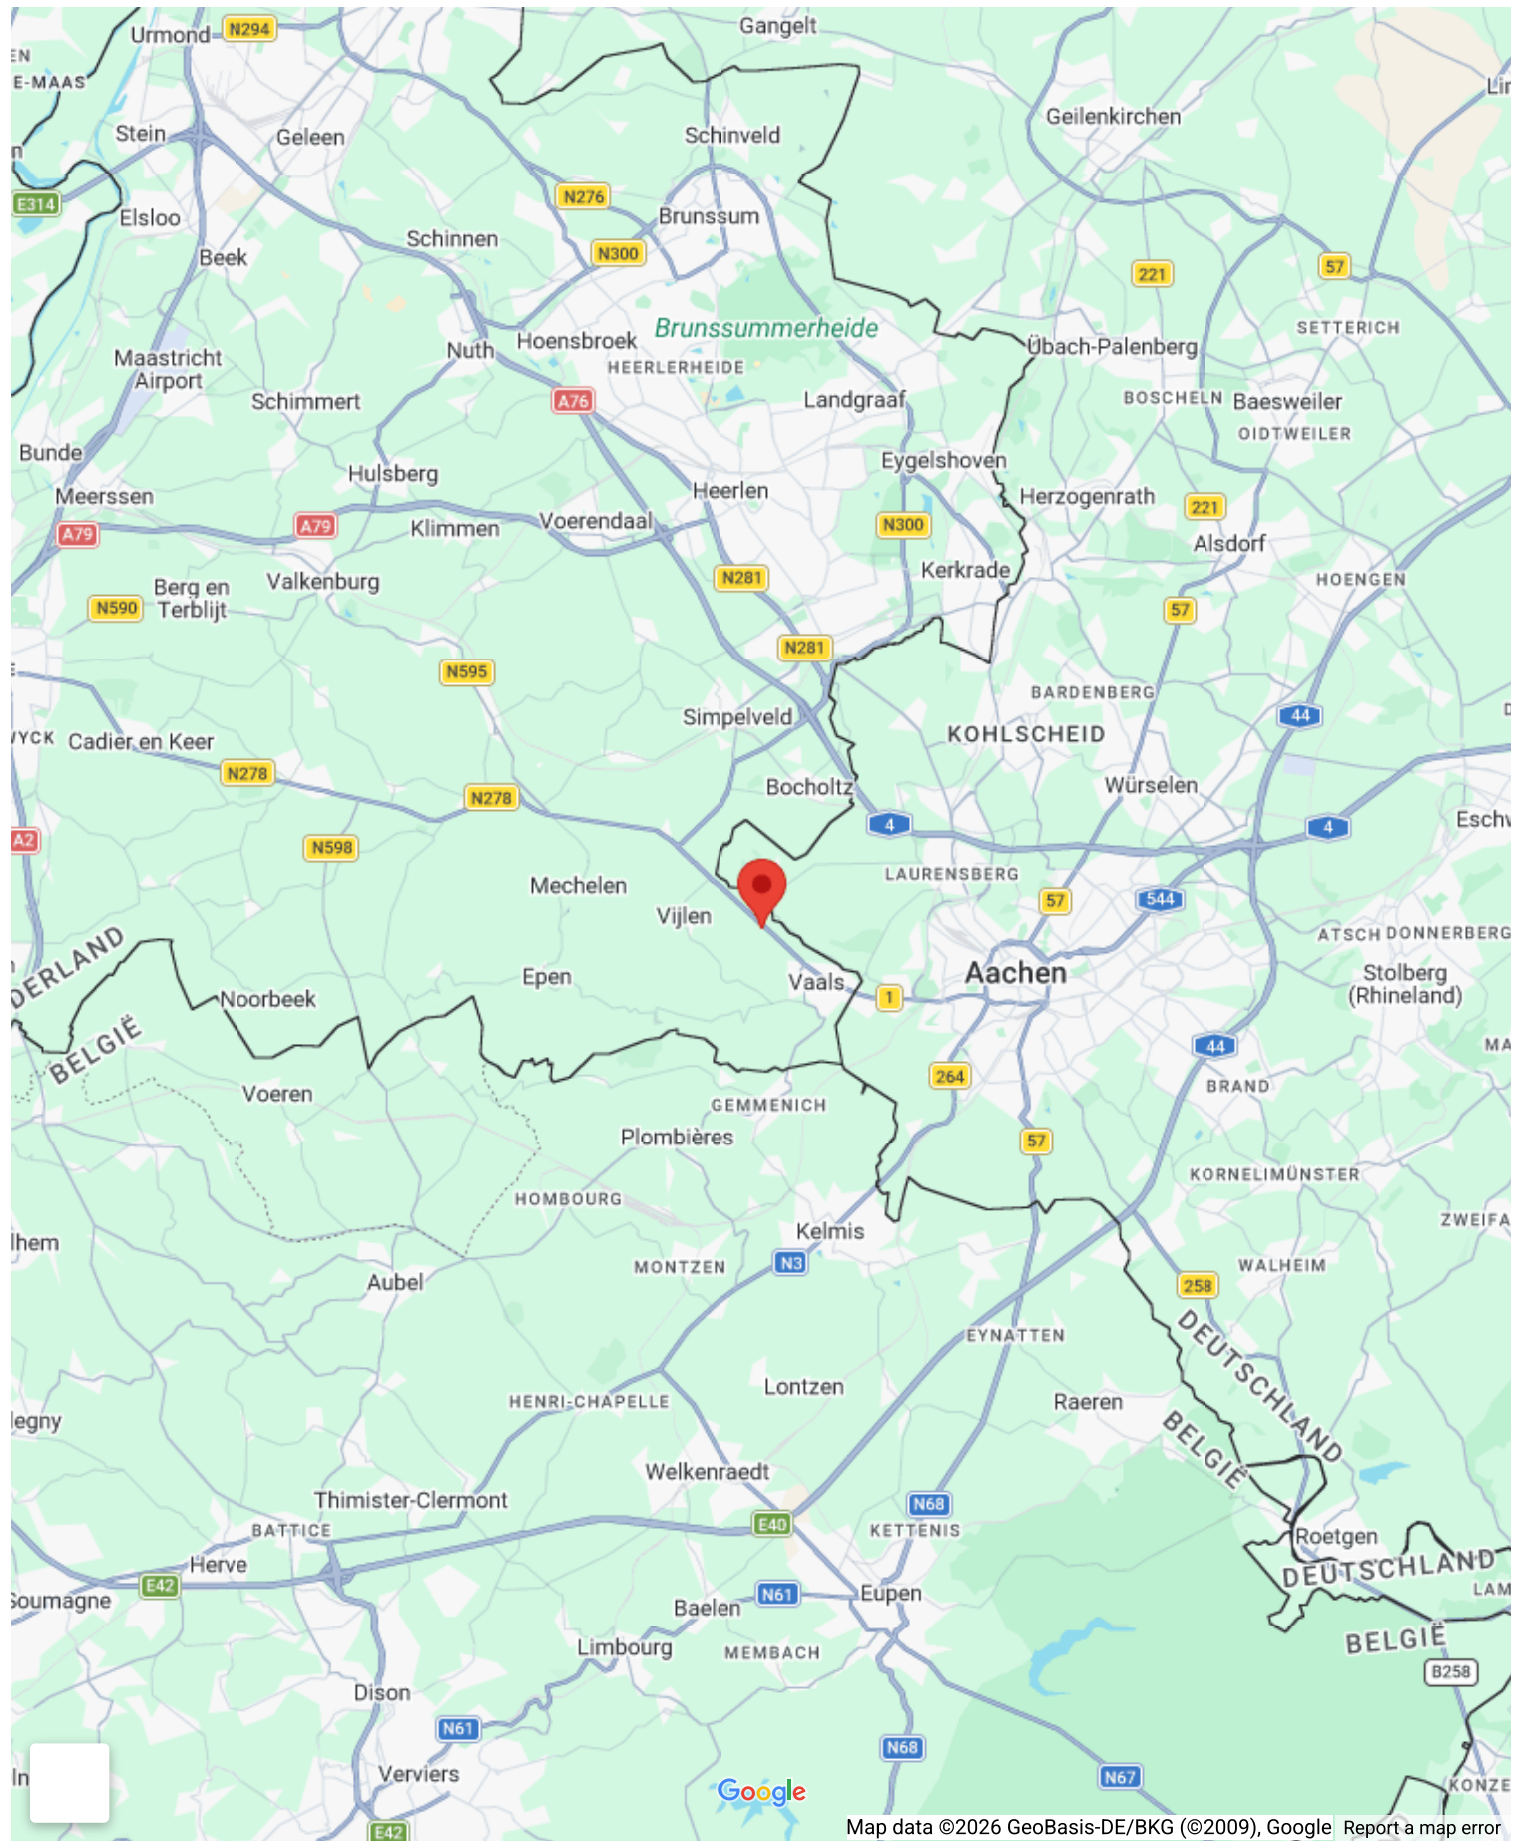 Gangelt
Urmond
N294
E-MAAS
Geilenkirchen
Stein
Geleen
Schinveld
E314
N276
Elsloo
Brunssum
Schinnen
N300
Beek
221
57
Brunssummerheide
SETTERICH
Hoensbroek
Übach-Palenberg
Nuth
Maastricht
Airport
HEERLERHEIDE
Schimmert
A76
Landgraaf
BOSCHELN
Baesweiler
OIDTWEILER
Bunde
Eygelshoven
Hulsberg
Meerssen
Heerlen
Herzogenrath
221
A79
A79
Klimmen
Voerendaal
N300
Alsdorf
Kerkrade
Valkenburg
N281
HOENGEN
Berg en
Terblijt
N590
57
N281
N595
BARDENBERG
Simpelveld
44
KOHLSCHEID
Cadier en Keer
N278
N278
Bocholtz
Würselen
4
4
A2
N598
LAURENSBERG
Mechelen
57
544
Vijlen
ATSCH
DONNERBERG
DERLAND
Epen
Vaals
Aachen
Stolberg
(Rhineland)
Noorbeek
1
BELGIË
44
264
BRAND
Voeren
GEMMENICH
Plombières
57
KORNELIMÜNSTER
HOMBOURG
ZWEIFA
lhem
Kelmis
MONTZEN
N3
WALHEIM
Aubel
258
EYNATTEN
DEUTSCHLAND
Lontzen
HENRI-CHAPELLE
Raeren
legny
BELGIË
Welkenraedt
Thimister-Clermont
N68
E40
BATTICE
KETTENIS
Roetgen
Herve
DEUTSCHLAND
E42
N61
Eupen
LAM
Soumagne
Baelen
Limbourg
MEMBACH
BELGIË
B258
Dison
N61
N68
Verviers
N67
KONZE
Google
E42
Map data ©2026 GeoBasis-DE/BKG (©2009), Google
Report a map error